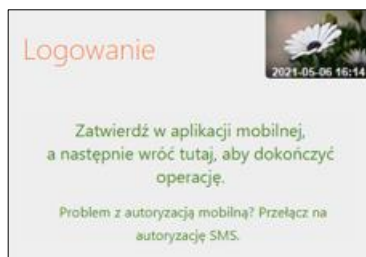 Logowanie
2021-05-06 16:14
Zatwierdź w aplikacji mobilnej,
a następnie wróć tutaj, aby dokończyć
operację.
Problem z autoryzacją mobilną? Przełącz na
autoryzację SMS.